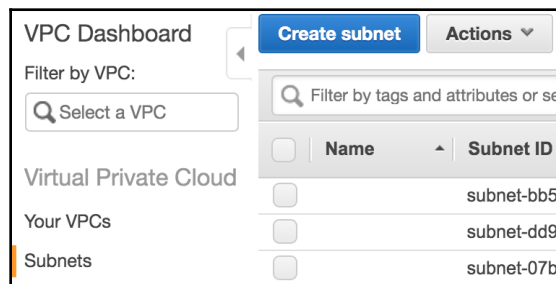 VPC Dashboard
Filter by VPC:
Select a VPC
Virtual Private Cloud
Your VPCs
Subnets
Create subnet
Actions
Filter by tags and attributes or se
Name
Subnet ID
subnet-bb5
subnet-dd9
subnet-07b